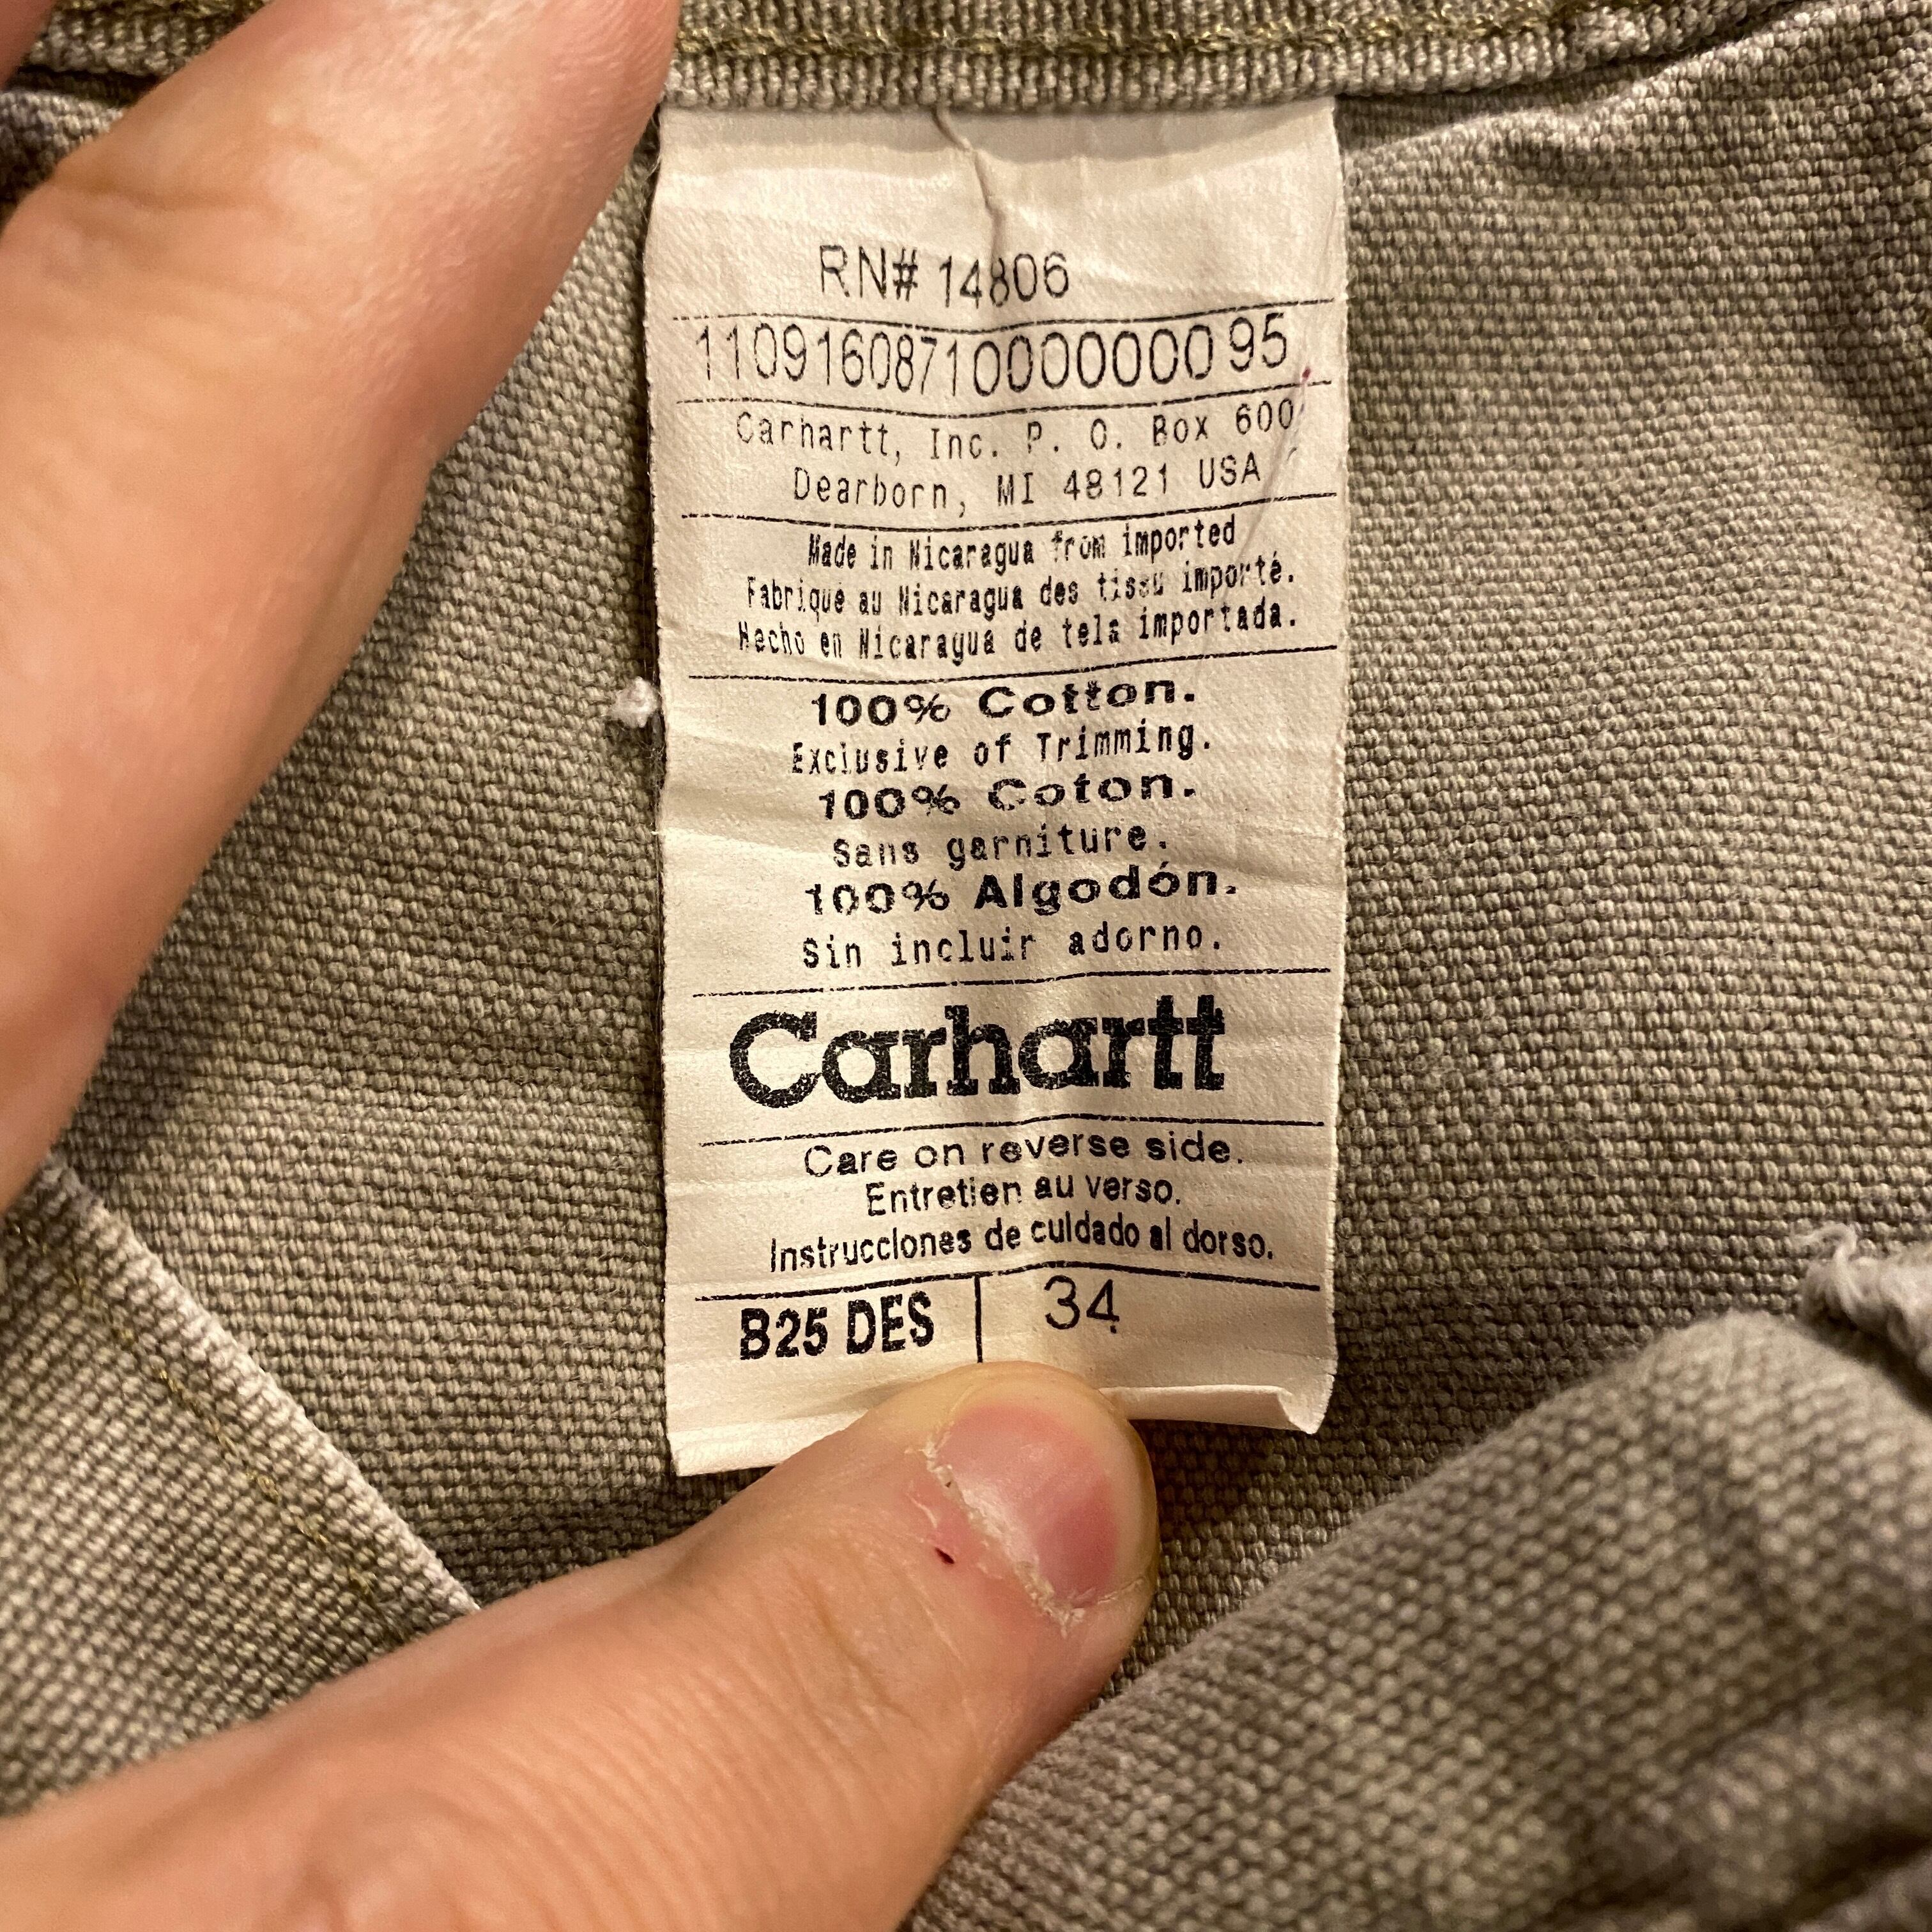 RN# 14806
11091608710000000 95
Carhartt, Inc. P. O. Box 600
Dearborn, MI 48121 USA
Made in Nicaragua from imported
Fabrique au Nicaragua des tissu importé.
Hecho en Nicaragua de tela importada.
100% Cotton.
Exclusive of Trimming.
100% Coton.
Sans garniture.
100% Algodón.
Sin incluir adorno.
Carhartt
Care on reverse side.
Entretien au verso.
Instrucciones de cuidado al dorso.
B25 DES 34